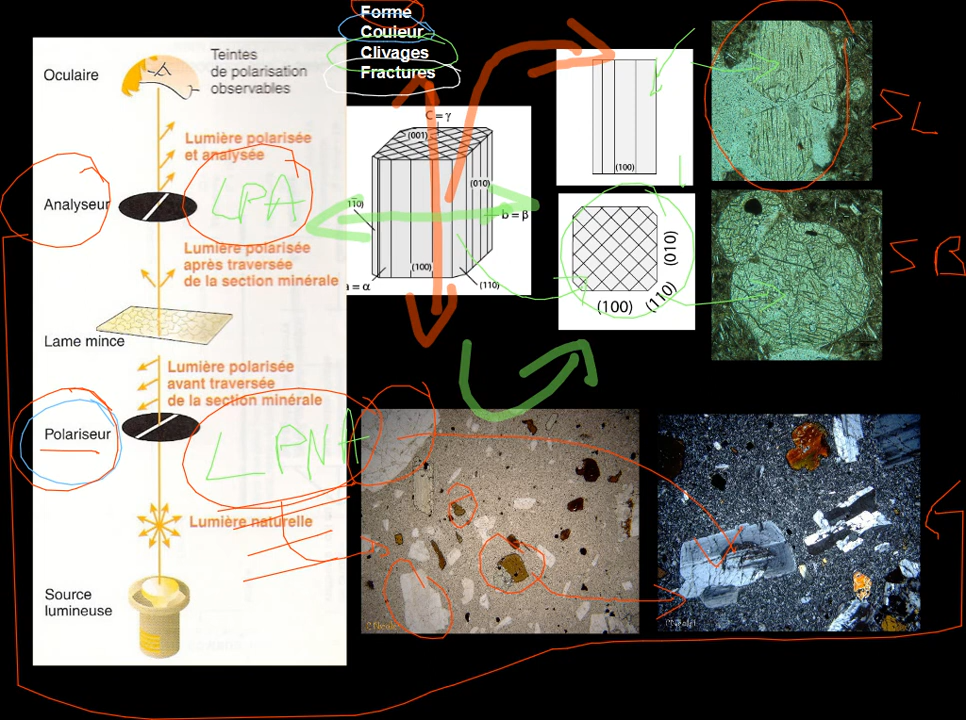 Forme
Couleur
Clivages
Fractures
Oculaire
Teintes
de polarisation
observables
Lumière polarisée
et analysée
Analyseur
LPA
Lumière polarisée
après traversée
de la section minérale
Lame mince
Lumière polarisée
avant traversée
de la section minérale
Polariseur
LPNA
Lumière naturelle
Source
lumineuse
C = γ
(001)
(010)
b = β
(100)
(110)
= α
(100)
(010)
(100)
(110)
SL
SB